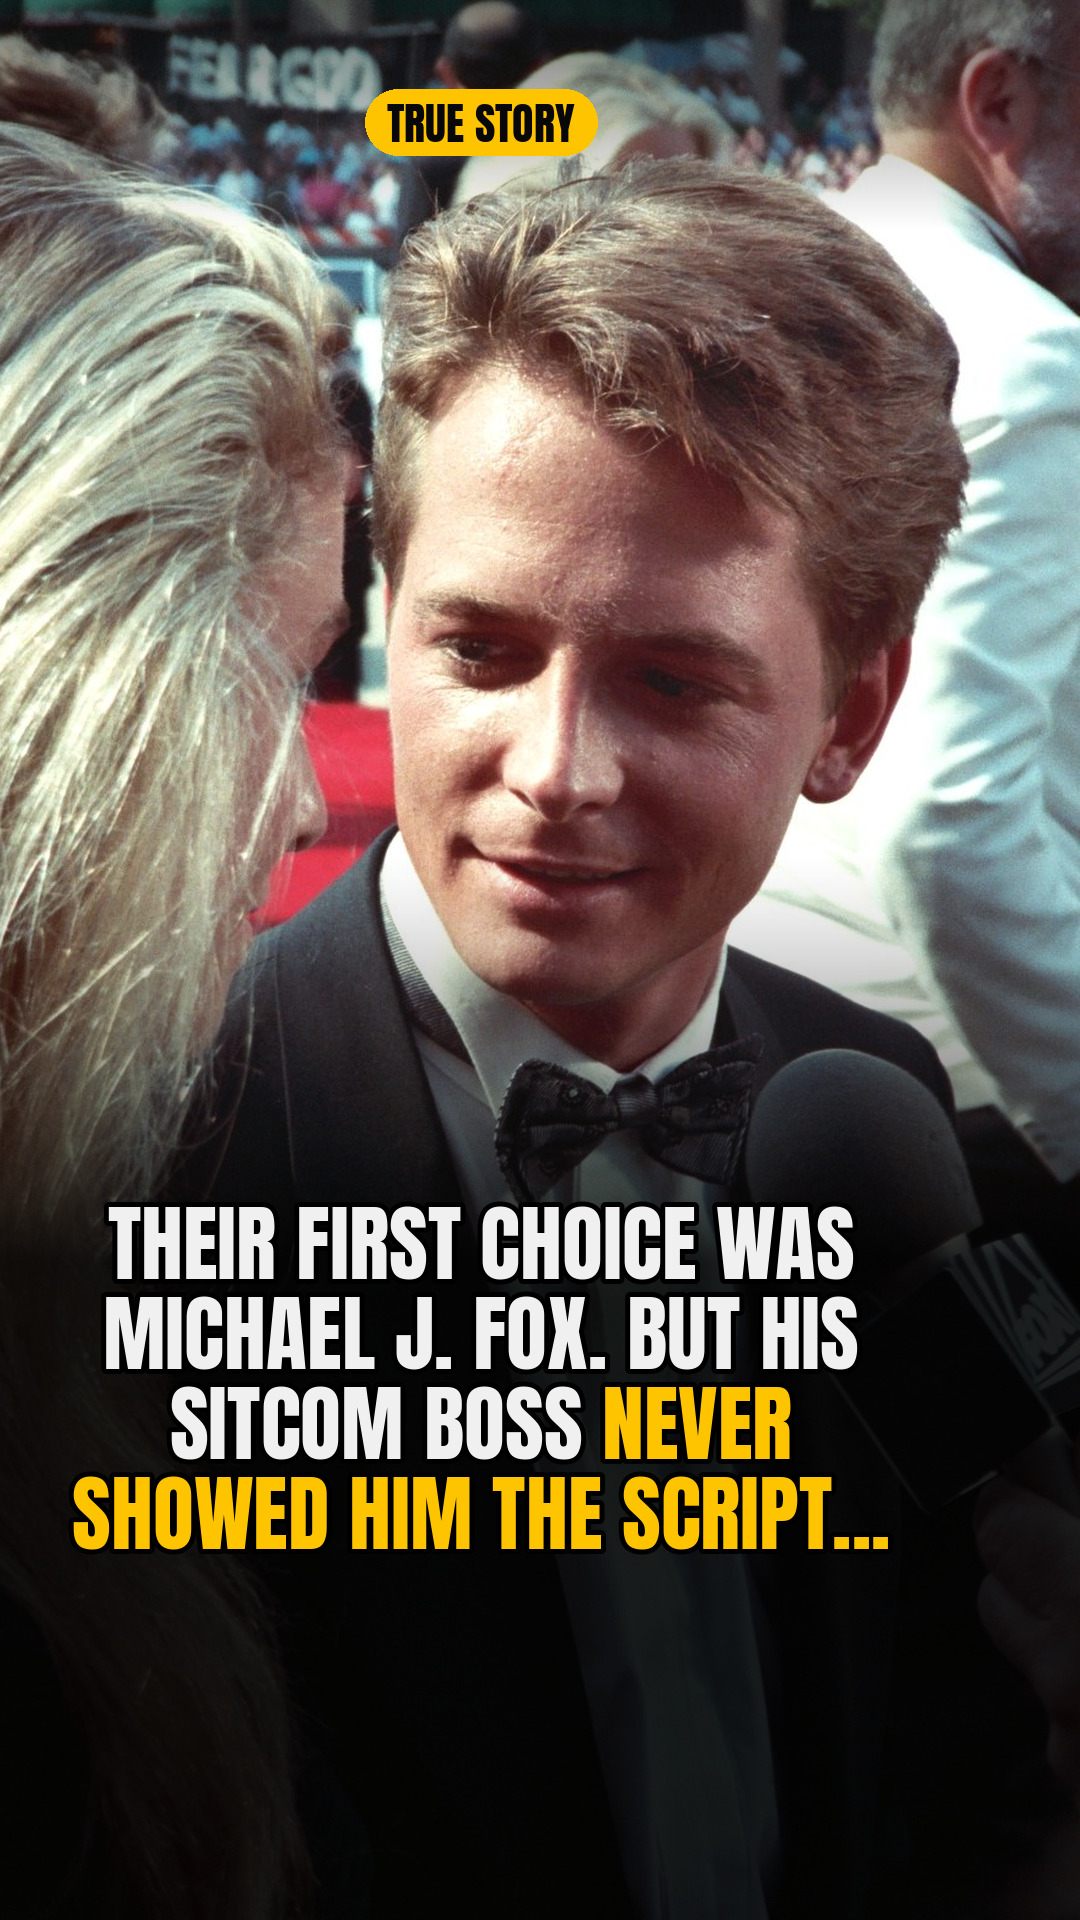 TRUE STORY
THEIR FIRST CHOICE WAS
MICHAEL J. FOX. BUT HIS
SITCOM BOSS NEVER
SHOWED HIM THE SCRIPT...